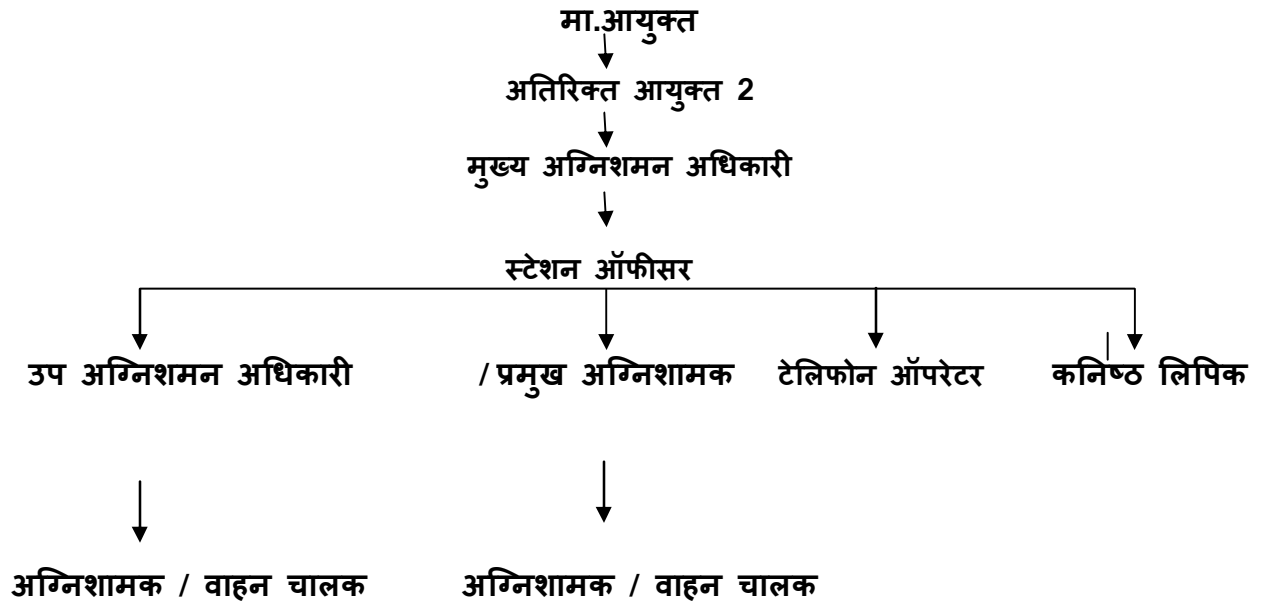 मा.आयुक्त
अतिरिक्त आयुक्त 2
मुख्य अग्निशमन अधिकारी
स्टेशन ऑफीसर
उप अग्निशमन अधिकारी / प्रमुख अग्निशामक टेलिफोन ऑपरेटर कनिष्ठ लिपिक
अग्निशामक / वाहन चालक अग्निशामक / वाहन चालक